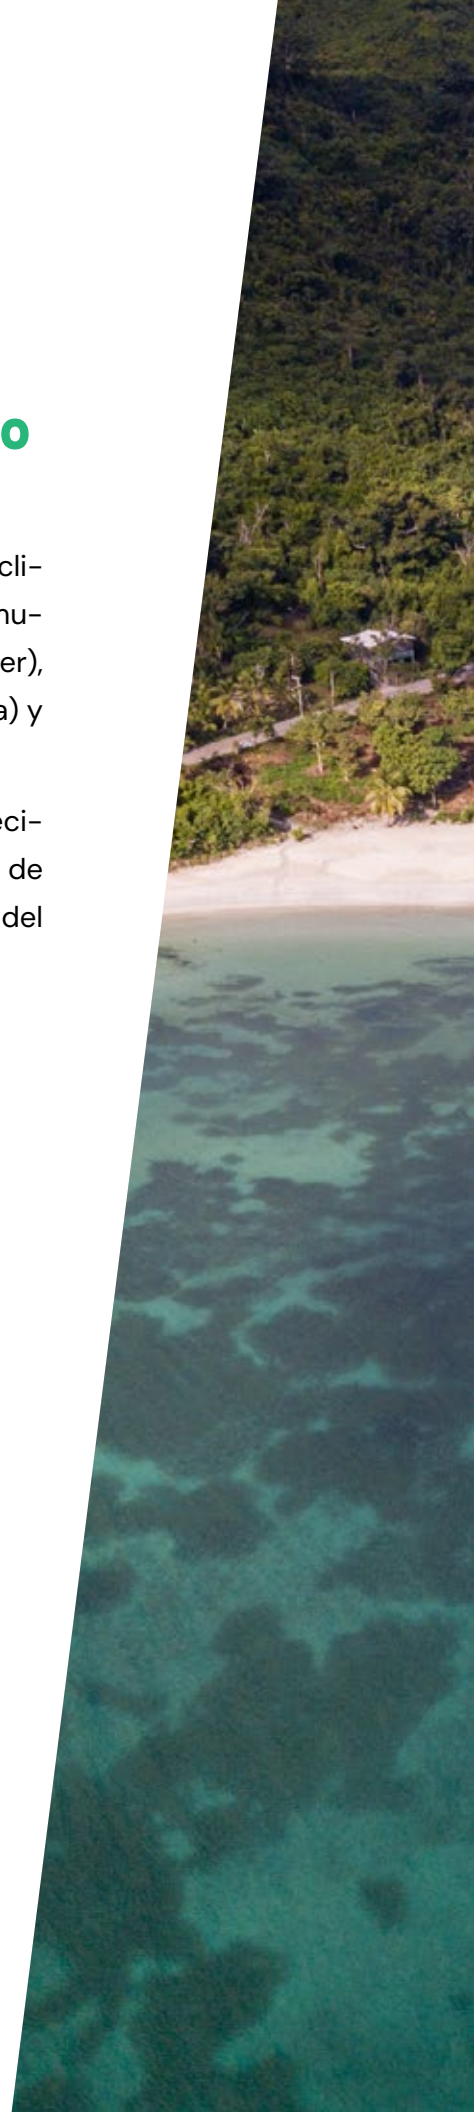 o
cli-
nu-
er),
a) y
eci-
de
del